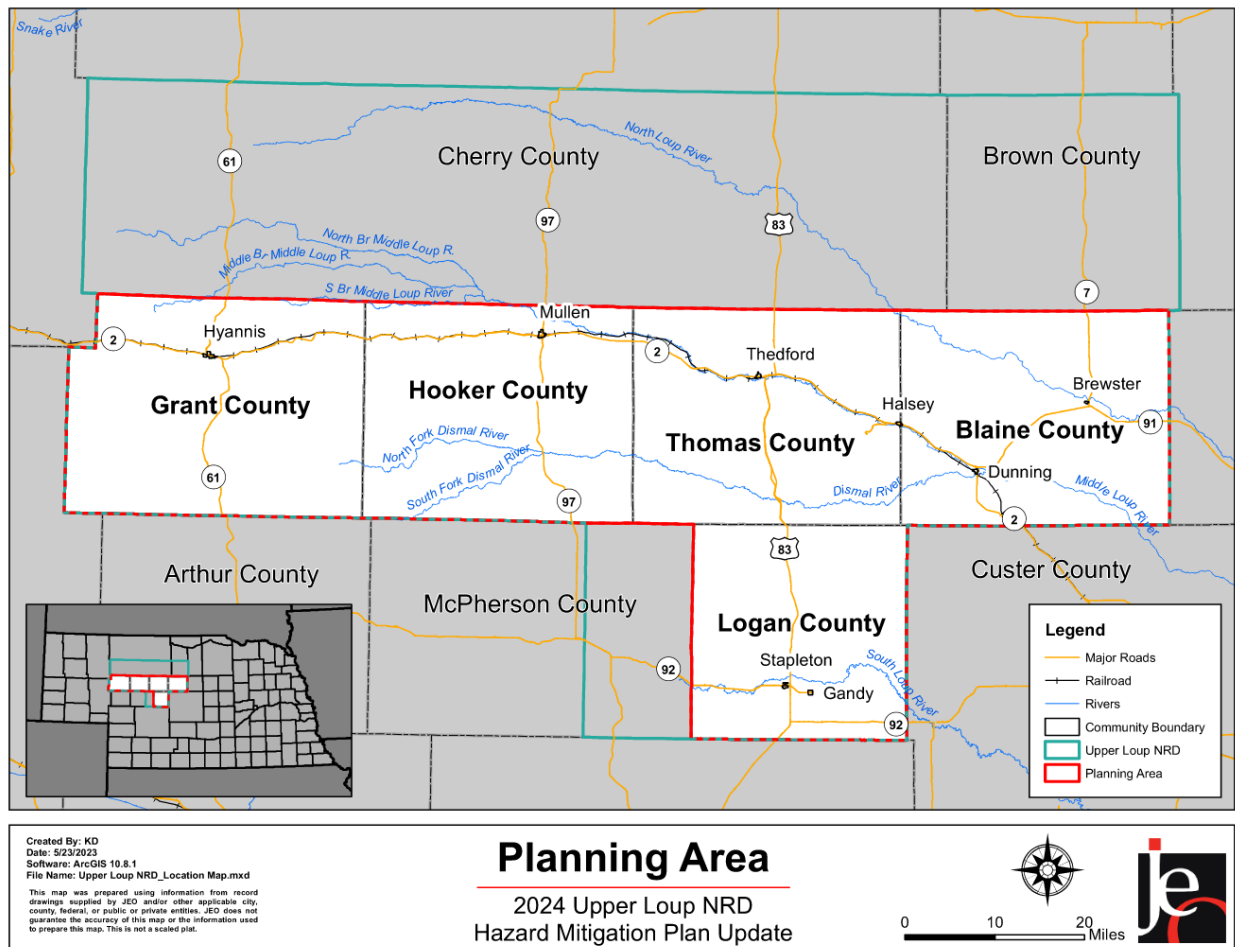 Snake River
North Loup River
Cherry County
Brown County
61
97
83
North Br Middle Loup R.
Middle Br Middle Loup R.
S Br Middle Loup River
7
Mullen
Hyannis
2
2
Thedford
Hooker County
Grant County
Brewster
Halsey
91
Thomas County
Blaine County
North Fork Dismal River
South Fork Dismal River
61
97
Dismal River
Dunning
Middle Loup River
2
83
Arthur County
McPherson County
Custer County
Logan County
Stapleton
South Loup River
92
Gandy
92
Legend
Major Roads
Railroad
Rivers
Community Boundary
Upper Loup NRD
Planning Area
Created By: KD
Date: 5/23/2023
Software: ArcGIS 10.8.1
File Name: Upper Loup NRD_Location Map.mxd
This map was prepared using information from record
drawings supplied by JEO and/or other applicable city,
county, federal, or public or private entities. JEO does not
guarantee the accuracy of this map or the information used
to prepare this map. This is not a scaled plat.
Planning Area
2024 Upper Loup NRD
Hazard Mitigation Plan Update
0 10 20
Miles
jeo